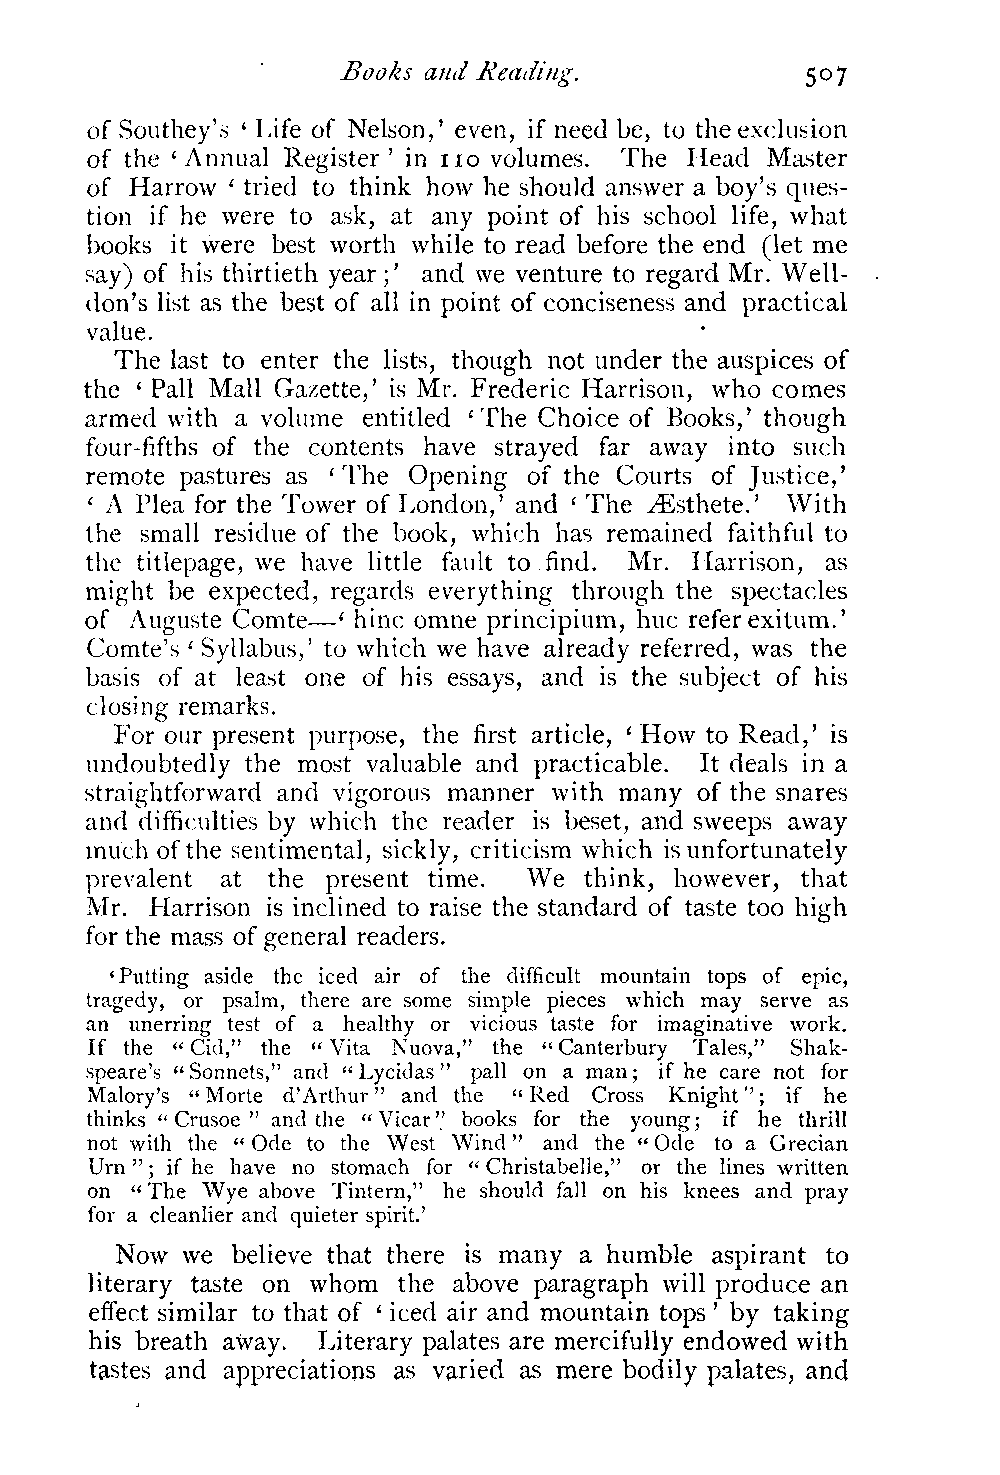 Books and Reading. 507
of Southey's ‘ Life of Nelson,’ even, if need be, to the exclusion
of the ‘ Annual Register ’ in 110 volumes. The Head Master
of Harrow ‘ tried to think how he should answer a boy's ques-
tion if he were to ask, at any point of his school life, what
books it were best worth while to read before the end (let me
say) of his thirtieth year ;’ and we venture to regard Mr. Well-
don's list as the best of all in point of conciseness and practical
value.
The last to enter the lists, though not under the auspices of
the ‘ Pall Mall Gazette,’ is Mr. Frederic Harrison, who comes
armed with a volume entitled ‘ The Choice of Books,’ though
four-fifths of the contents have strayed far away into such
remote pastures as ‘ The Opening of the Courts of Justice,’
‘ A Plea for the Tower of London,’ and ‘ The Æsthete.’ With
the small residue of the book, which has remained faithful to
the titlepage, we have little fault to find. Mr. Harrison, as
might be expected, regards everything through the spectacles
of Auguste Comte—‘ hinc omne principium, huc refer exitum.’
Comte's ‘ Syllabus,’ to which we have already referred, was the
basis of at least one of his essays, and is the subject of his
closing remarks.
For our present purpose, the first article, ‘ How to Read,’ is
undoubtedly the most valuable and practicable. It deals in a
straightforward and vigorous manner with many of the snares
and difficulties by which the reader is beset, and sweeps away
much of the sentimental, sickly, criticism which is unfortunately
prevalent at the present time. We think, however, that
Mr. Harrison is inclined to raise the standard of taste too high
for the mass of general readers.
‘Putting aside the iced air of the difficult mountain tops of epic,
tragedy, or psalm, there are some simple pieces which may serve as
an unerring test of a healthy or vicious taste for imaginative work.
If the “ Cid,” the “ Vita Nuova,” the “ Canterbury Tales,” Shak-
speare's “ Sonnets,” and “ Lycidas ” pall on a man; if he care not for
Malory's “ Morte d'Arthur ” and the “ Red Cross Knight ”; if he
thinks “ Crusoe ” and the “ Vicar ” books for the young; if he thrill
not with the “ Ode to the West Wind ” and the “ Ode to a Grecian
Urn ”; if he have no stomach for “ Christabelle,” or the lines written
on “ The Wye above Tintern,” he should fall on his knees and pray
for a cleanlier and quieter spirit.’
Now we believe that there is many a humble aspirant to
literary taste on whom the above paragraph will produce an
effect similar to that of ‘ iced air and mountain tops ’ by taking
his breath away. Literary palates are mercifully endowed with
tastes and appreciations as varied as mere bodily palates, and